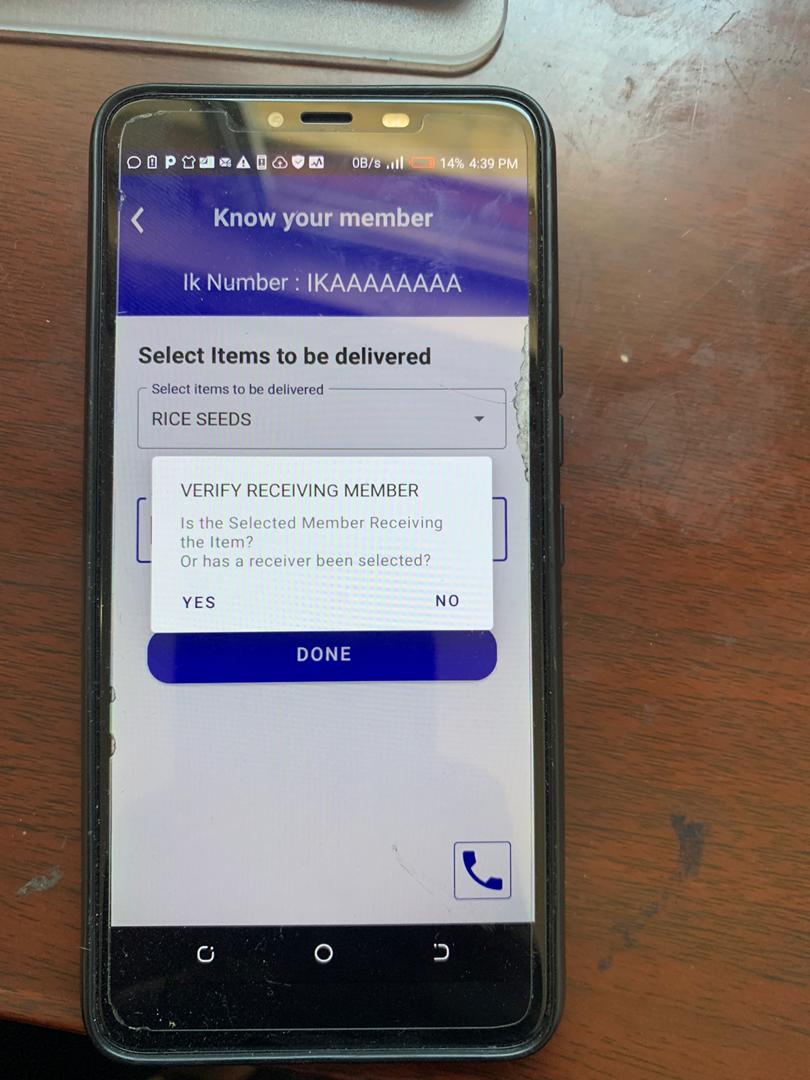 0B/s 14% 4:39 PM
Know your member
Ik Number : IKAAAAAAAA
Select Items to be delivered
Select items to be delivered
RICE SEEDS
VERIFY RECEIVING MEMBER
Is the Selected Member Receiving
the Item?
Or has a receiver been selected?
YES NO
DONE